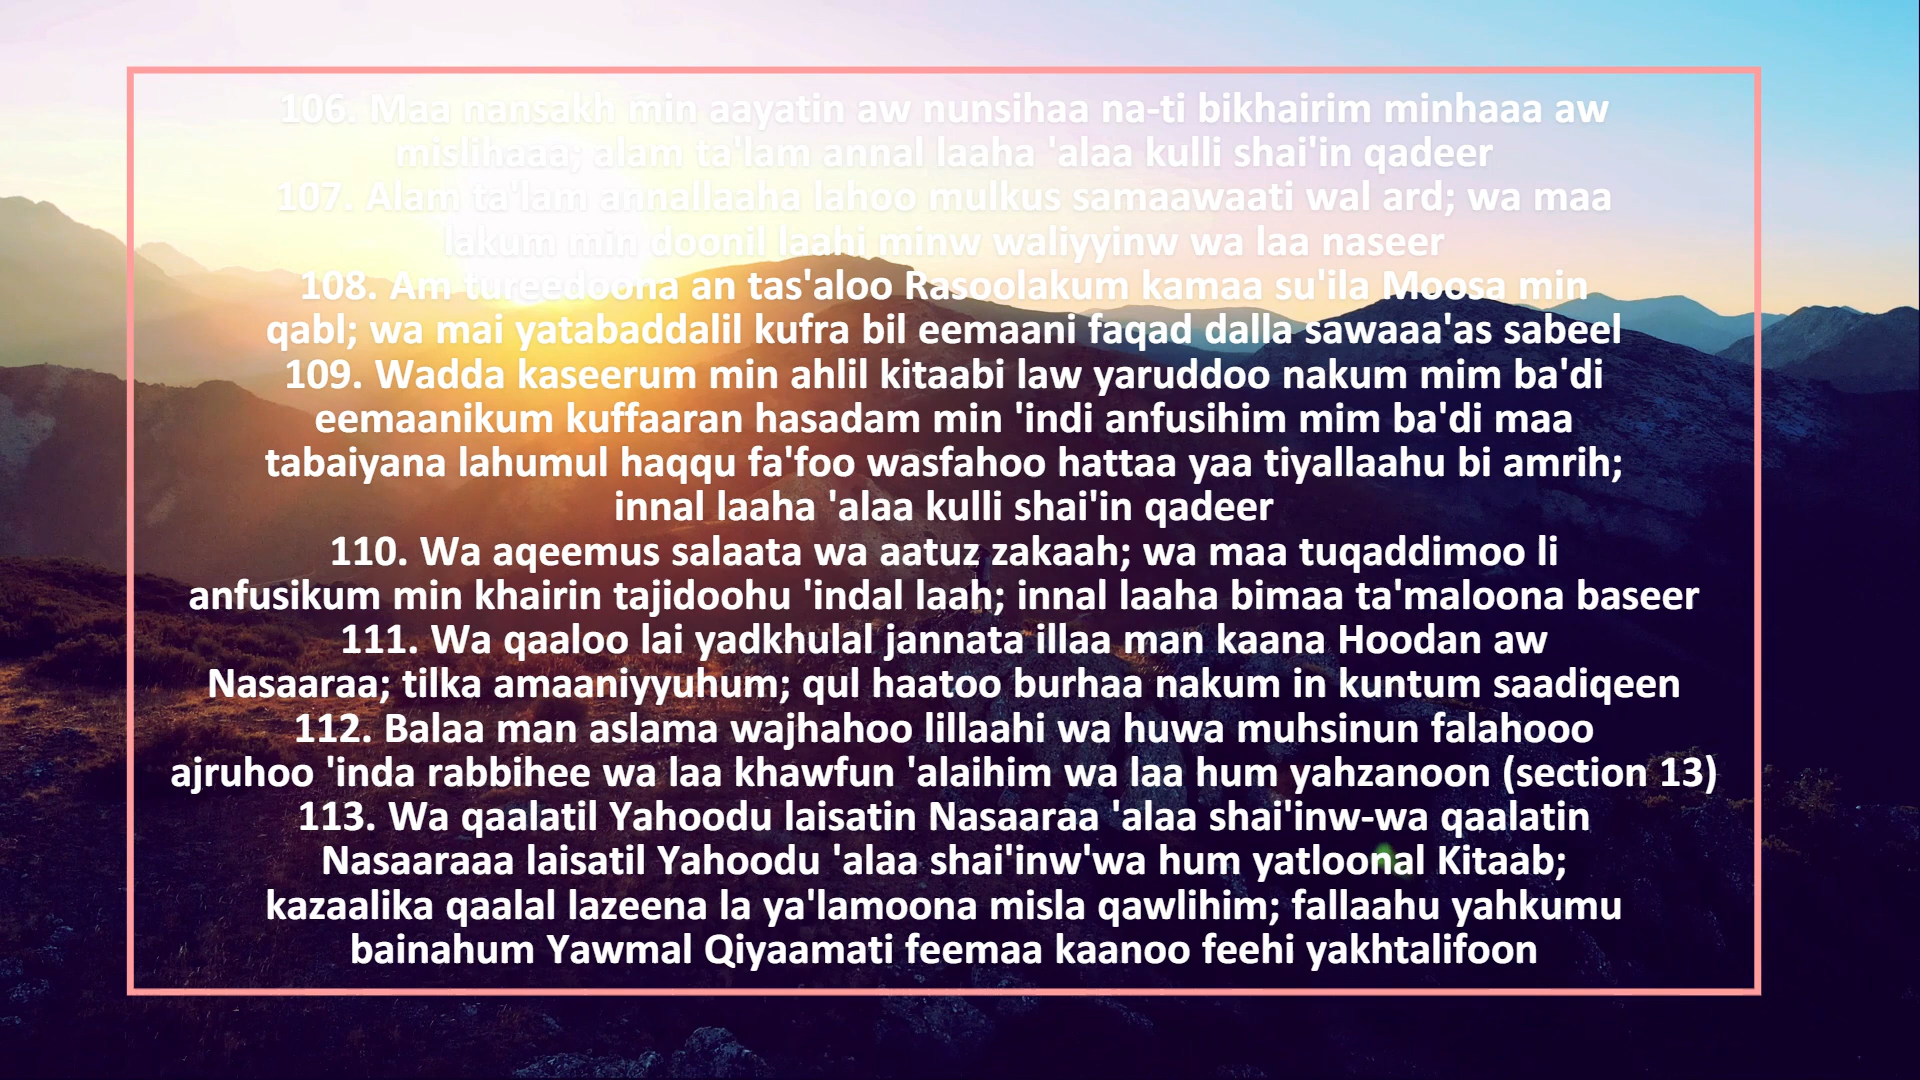 106. Maa nansakh min aayatin aw nunsihaa na-ti bikhairim minhaaa aw
mislihaaa; alam ta'lam annal laaha 'alaa kulli shai'in qadeer
107. Alam ta'lam annallaaha lahoo mulkus samaawaati wal ard; wa maa
lakum min doonil laahi minw waliyyinw wa laa naseer
108. Am tureedoona an tas'aloo Rasoolakum kamaa su'ila Moosa min
qabl; wa mai yatabaddalil kufra bil eemaani faqad dalla sawaaa'as sabeel
109. Wadda kaseerum min ahlil kitaabi law yaruddoo nakum mim ba'di
eemaanikum kuffaaran hasadam min 'indi anfusihim mim ba'di maa
tabaiyana lahumul haqqu fa'foo wasfahoo hattaa yaa tiyallaahu bi amrih;
innal laaha 'alaa kulli shai'in qadeer
110. Wa aqeemus salaata wa aatuz zakaah; wa maa tuqaddimoo li
anfusikum min khairin tajidoohu 'indal laah; innal laaha bimaa ta'maloona baseer
111. Wa qaaloo lai yadkhulal jannata illaa man kaana Hoodan aw
Nasaaraa; tilka amaaniyyuhum; qul haatoo burhaa nakum in kuntum saadiqeen
112. Balaa man aslama wajhahoo lillaahi wa huwa muhsinun falahooo
ajruhoo 'inda rabbihee wa laa khawfun 'alaihim wa laa hum yahzanoon (section 13)
113. Wa qaalatil Yahoodu laisatin Nasaaraa 'alaa shai'inw-wa qaalatin
Nasaaraaa laisatil Yahoodu 'alaa shai'inw'wa hum yatloonal Kitaab;
kazaalika qaalal lazeena la ya'lamoona misla qawlihim; fallaahu yahkumu
bainahum Yawmal Qiyaamati feemaa kaanoo feehi yakhtalifoon